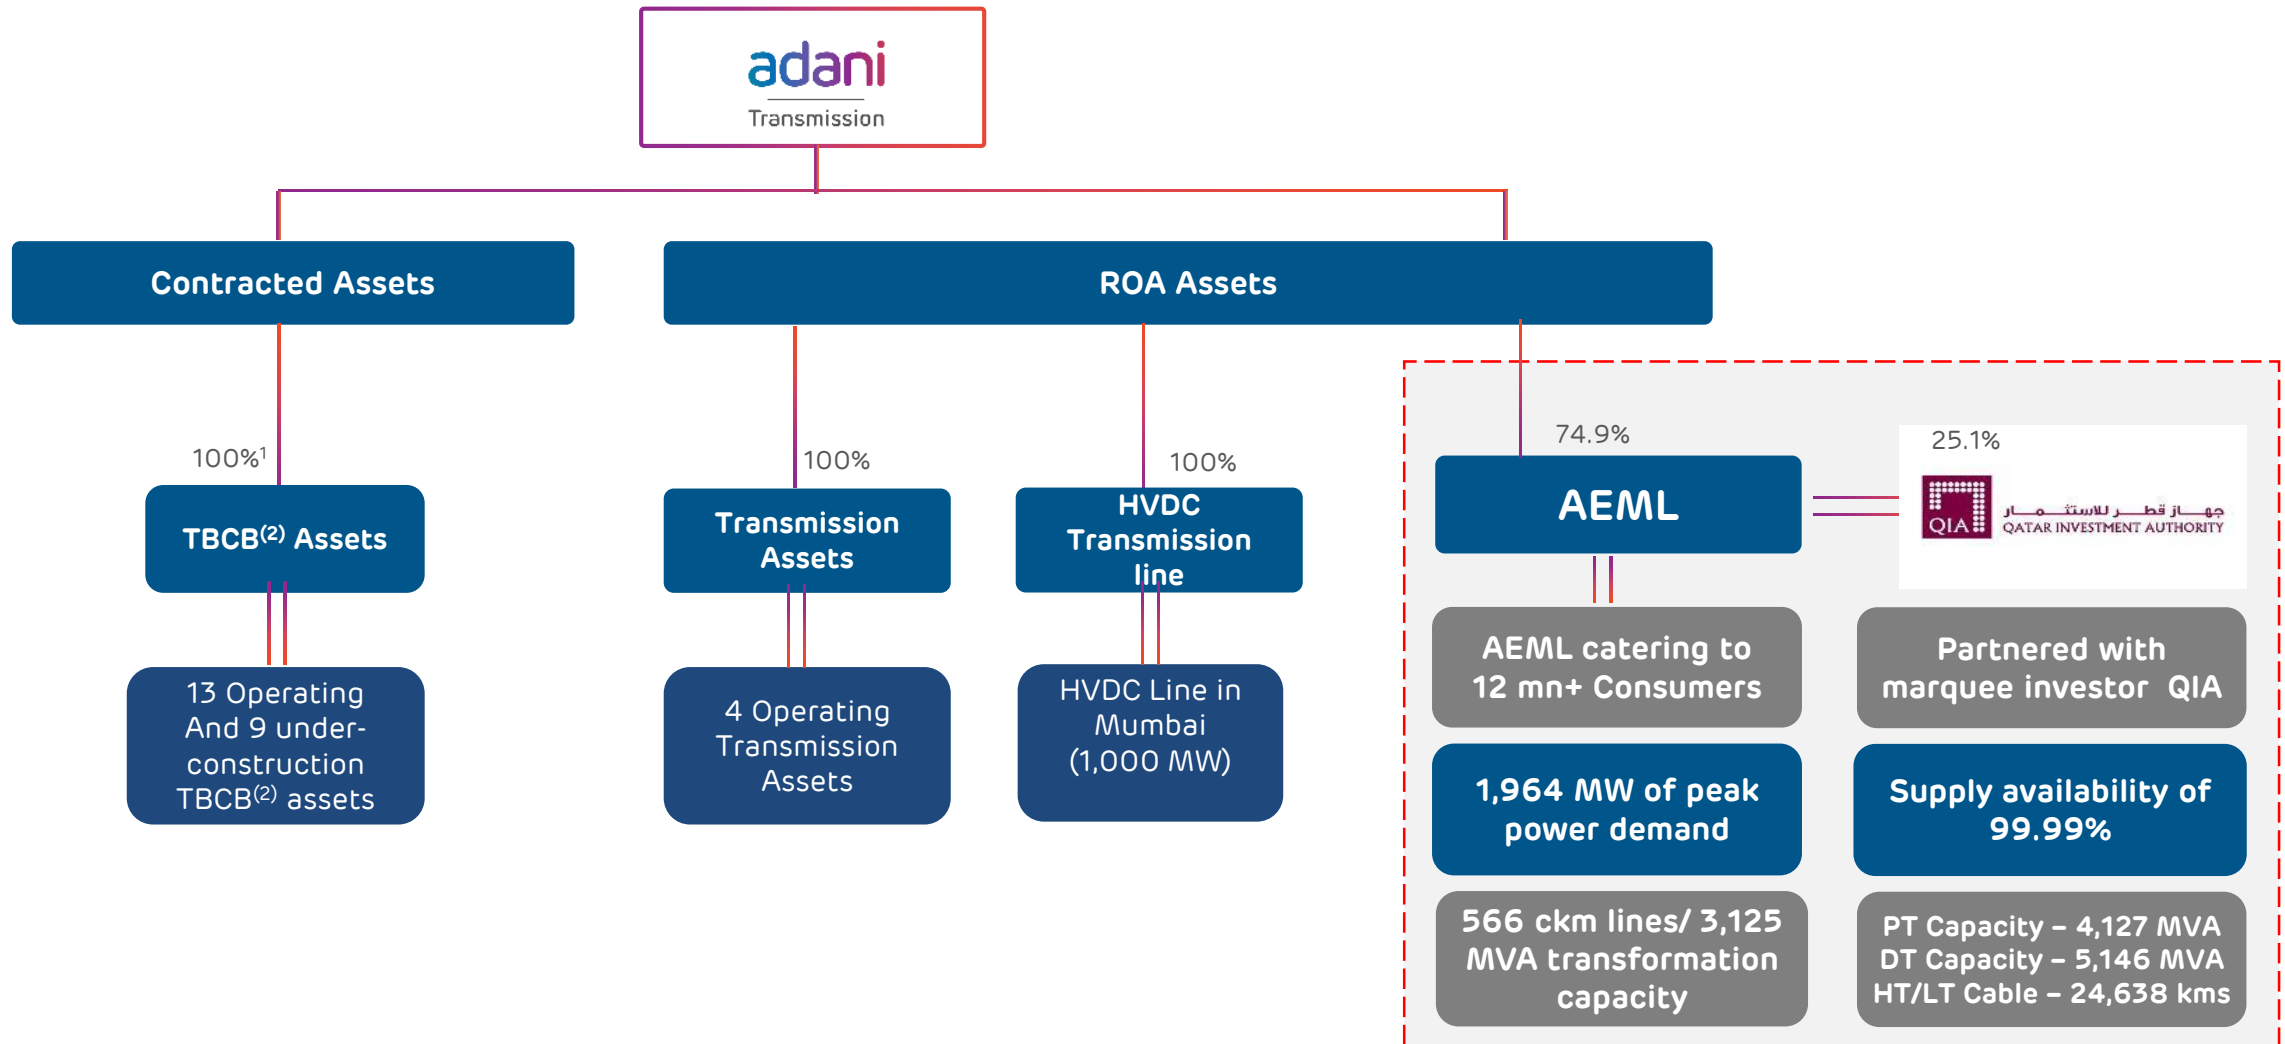 adani
Transmission
Contracted Assets
ROA Assets
100%¹
100%
100%
74.9%
25.1%
TBCB⁽²⁾ Assets
Transmission
Assets
HVDC
Transmission
line
AEML
QIA
جهاز قطر للاستثمار
QATAR INVESTMENT AUTHORITY
13 Operating
And 9 under-
construction
TBCB⁽²⁾ assets
4 Operating
Transmission
Assets
HVDC Line in
Mumbai
(1,000 MW)
AEML catering to
12 mn+ Consumers
Partnered with
marquee investor QIA
1,964 MW of peak
power demand
Supply availability of
99.99%
566 ckm lines/ 3,125
MVA transformation
capacity
PT Capacity – 4,127 MVA
DT Capacity – 5,146 MVA
HT/LT Cable – 24,638 kms